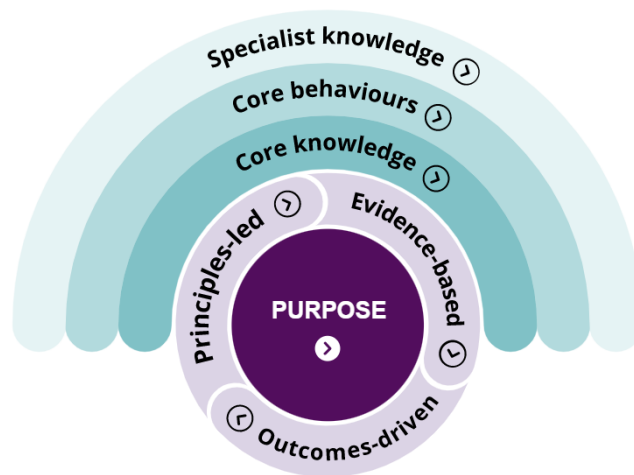 Specialist knowledge
Core behaviours
Core knowledge
Principles-led
Evidence-based
PURPOSE
Outcomes-driven